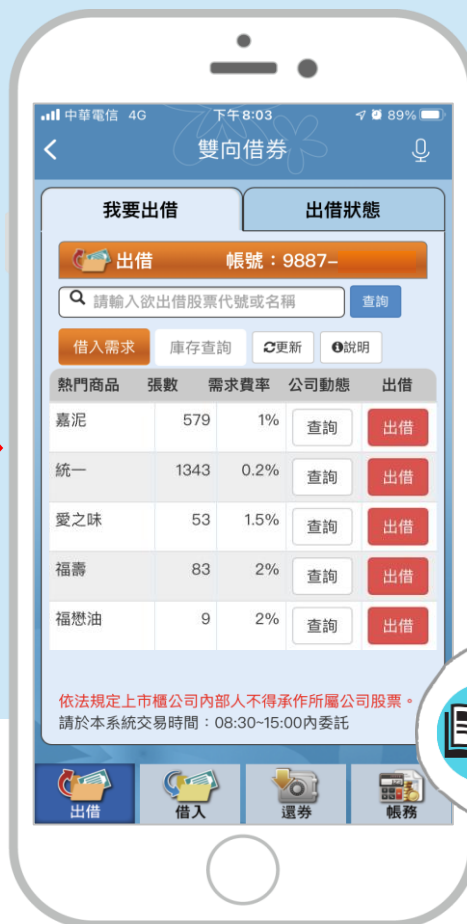 中華電信 4G 下午8:03 89%
雙向借券
我要出借 出借狀態
出借 帳號：9887–
請輸入欲出借股票代號或名稱 查詢
借入需求 庫存查詢 更新 說明
熱門商品 張數 需求費率 公司動態 出借
嘉泥 579 1% 查詢 出借
統一 1343 0.2% 查詢 出借
愛之味 53 1.5% 查詢 出借
福壽 83 2% 查詢 出借
福懋油 9 2% 查詢 出借
依法規定上市櫃公司內部人不得承作所屬公司股票。
請於本系統交易時間：08:30~15:00內委託
出借 借入 還券 帳務